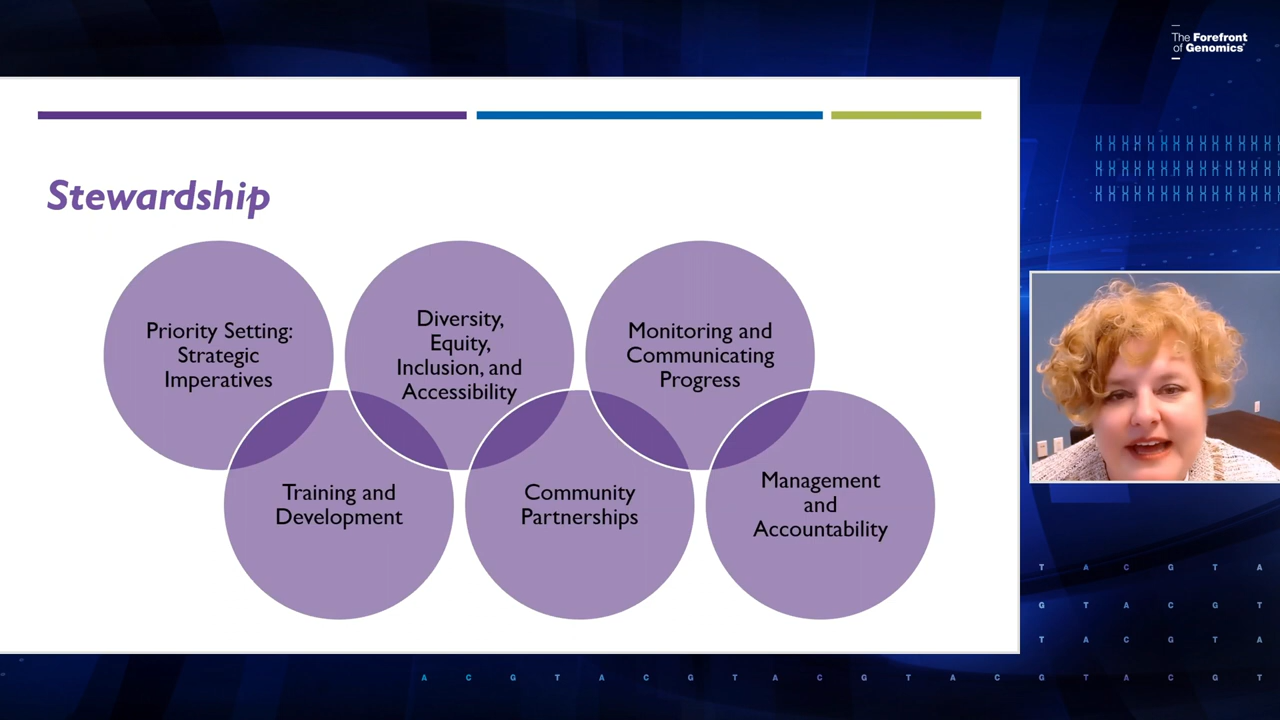 The Forefront
of Genomics®
Stewardship
Priority Setting:
Strategic
Imperatives
Diversity,
Equity,
Inclusion, and
Accessibility
Monitoring and
Communicating
Progress
Training and
Development
Community
Partnerships
Management
and
Accountability
T A C G T A
G T A C G T
T A C G T A
A C G T A C G T A C G T A C G T A C G T